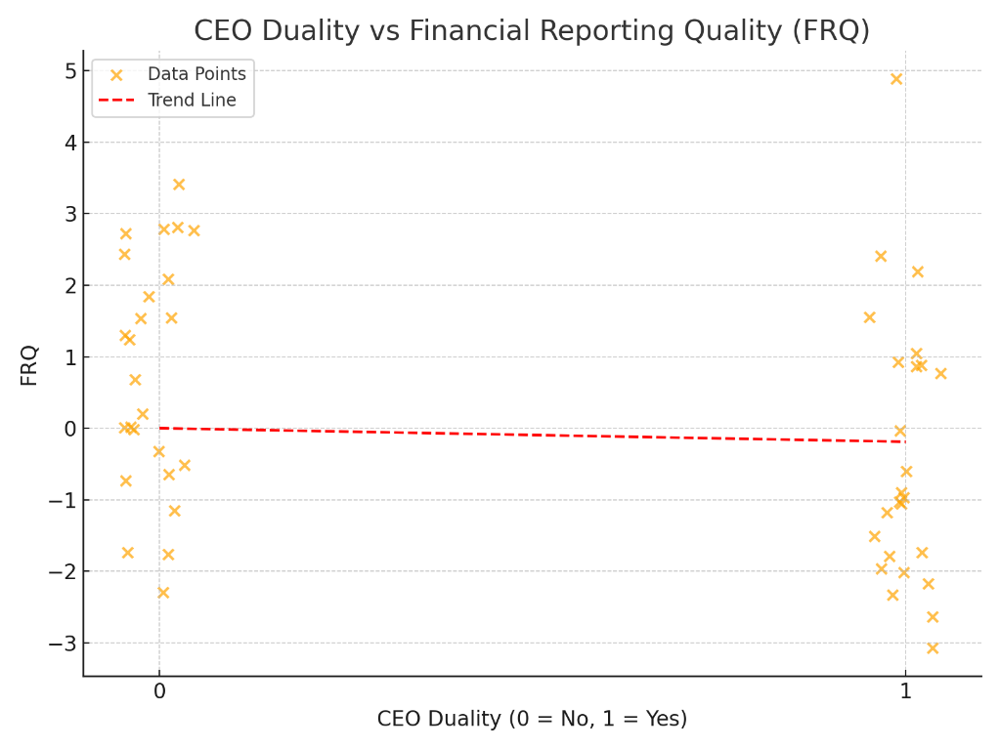 CEO Duality vs Financial Reporting Quality (FRQ)
Data Points
Trend Line
5
4
3
2
1
0
−1
−2
−3
FRQ
0
1
CEO Duality (0 = No, 1 = Yes)